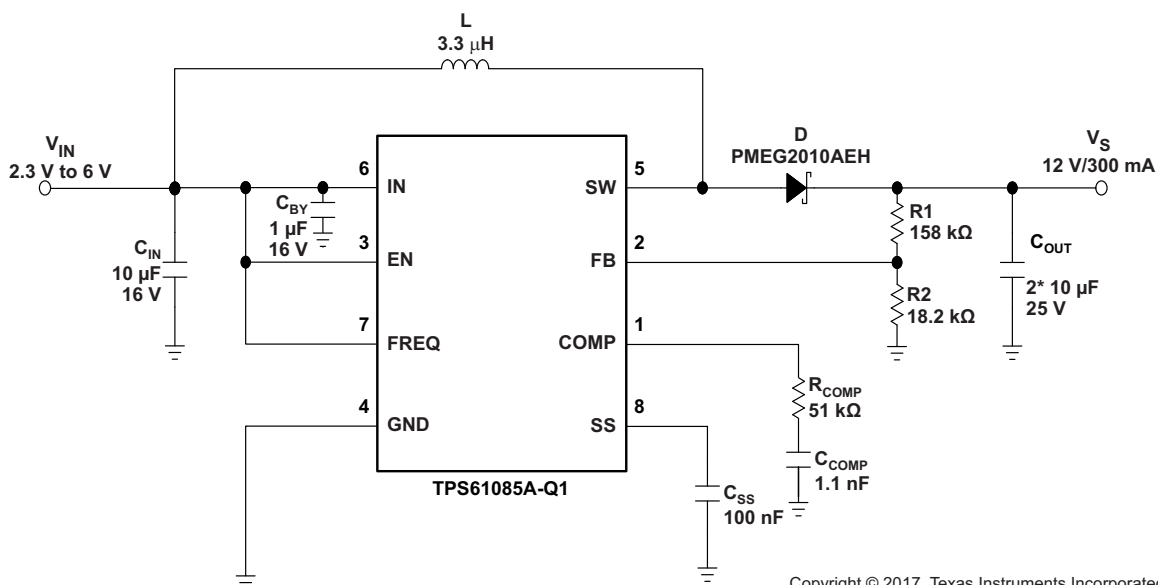 L
3.3 μH
V_IN
2.3 V to 6 V
D
PMEG2010AEH
V_S
12 V/300 mA
6
IN
SW
5
C_BY
1 μF
16 V
R1
158 kΩ
C_IN
10 μF
16 V
3
EN
FB
2
C_OUT
2* 10 μF
25 V
R2
18.2 kΩ
7
FREQ
COMP
1
R_COMP
51 kΩ
4
GND
SS
8
C_COMP
1.1 nF
TPS61085A-Q1
C_SS
100 nF
Copyright © 2017, Texas Instruments Incorporated